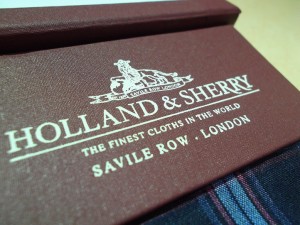 HOLLAND & SHERRY
THE FINEST CLOTHS IN THE WORLD
SAVILE ROW . LONDON